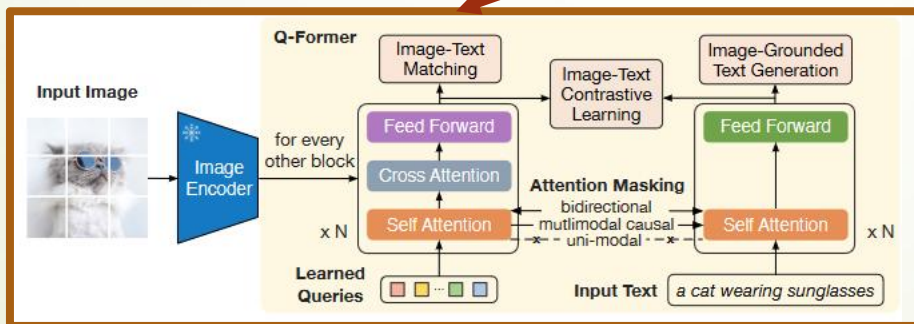 Q-Former
Image-Text
Matching
Image-Grounded
Text Generation
Image-Text
Contrastive
Learning
Input Image
Image
Encoder
for every
other block
Feed Forward
Cross Attention
Self Attention
x N
Attention Masking
bidirectional
mutlimodal causal
uni-modal
x
x
Feed Forward
Self Attention
x N
Learned
Queries
...
Input Text
a cat wearing sunglasses